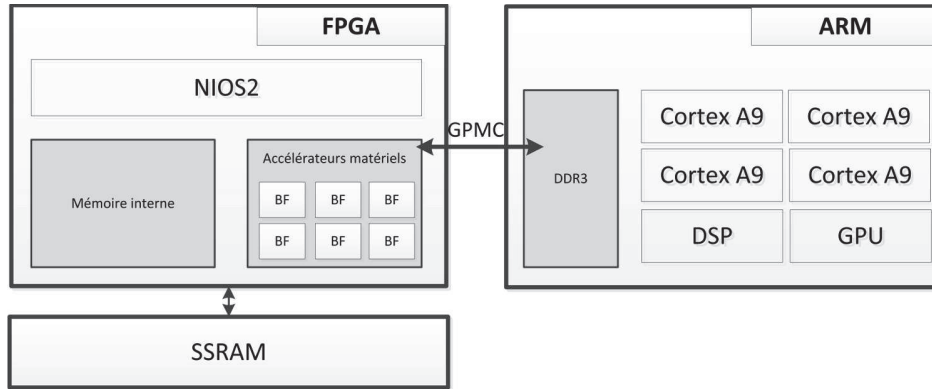 FPGA
NIOS2
Mémoire interne
Accélérateurs matériels
BF BF BF
BF BF BF
GPMC
ARM
DDR3
Cortex A9 Cortex A9
Cortex A9 Cortex A9
DSP GPU
SSRAM